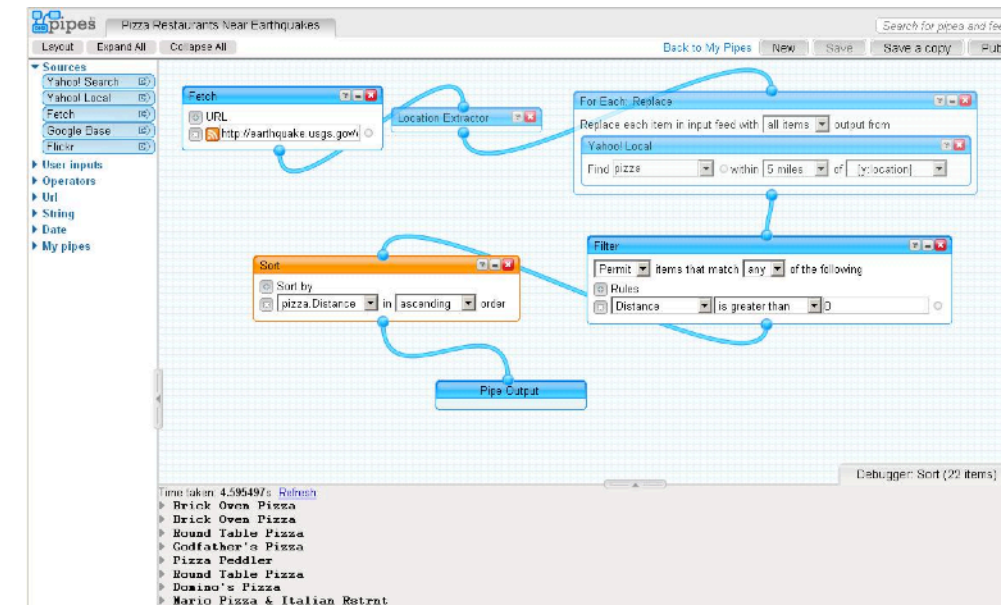 pipes Pizza Restaurants Near Earthquakes Search for pipes and fee
Layout Expand All Collapse All Back to My Pipes New Save Save a copy Pub
Sources
Yahoo! Search
Yahoo! Local
Fetch
Google Base
Flickr
User inputs
Operators
Url
String
Date
My pipes
Fetch
URL
http://earthquake.usgs.gov/
Location Extractor
For Each: Replace
Replace each item in input feed with all items output from
Yahoo! Local
Find pizza within 5 miles of [y:location]
Filter
Permit items that match any of the following
Rules
Distance is greater than 0
Sort
Sort by
pizza.Distance in ascending order
Pipe Output
Debugger: Sort (22 items)
Time taken: 4.595497s Refresh
Brick Oven Pizza
Brick Oven Pizza
Round Table Pizza
Godfather's Pizza
Pizza Peddler
Round Table Pizza
Domino's Pizza
Mario Pizza & Italian Rstrnt